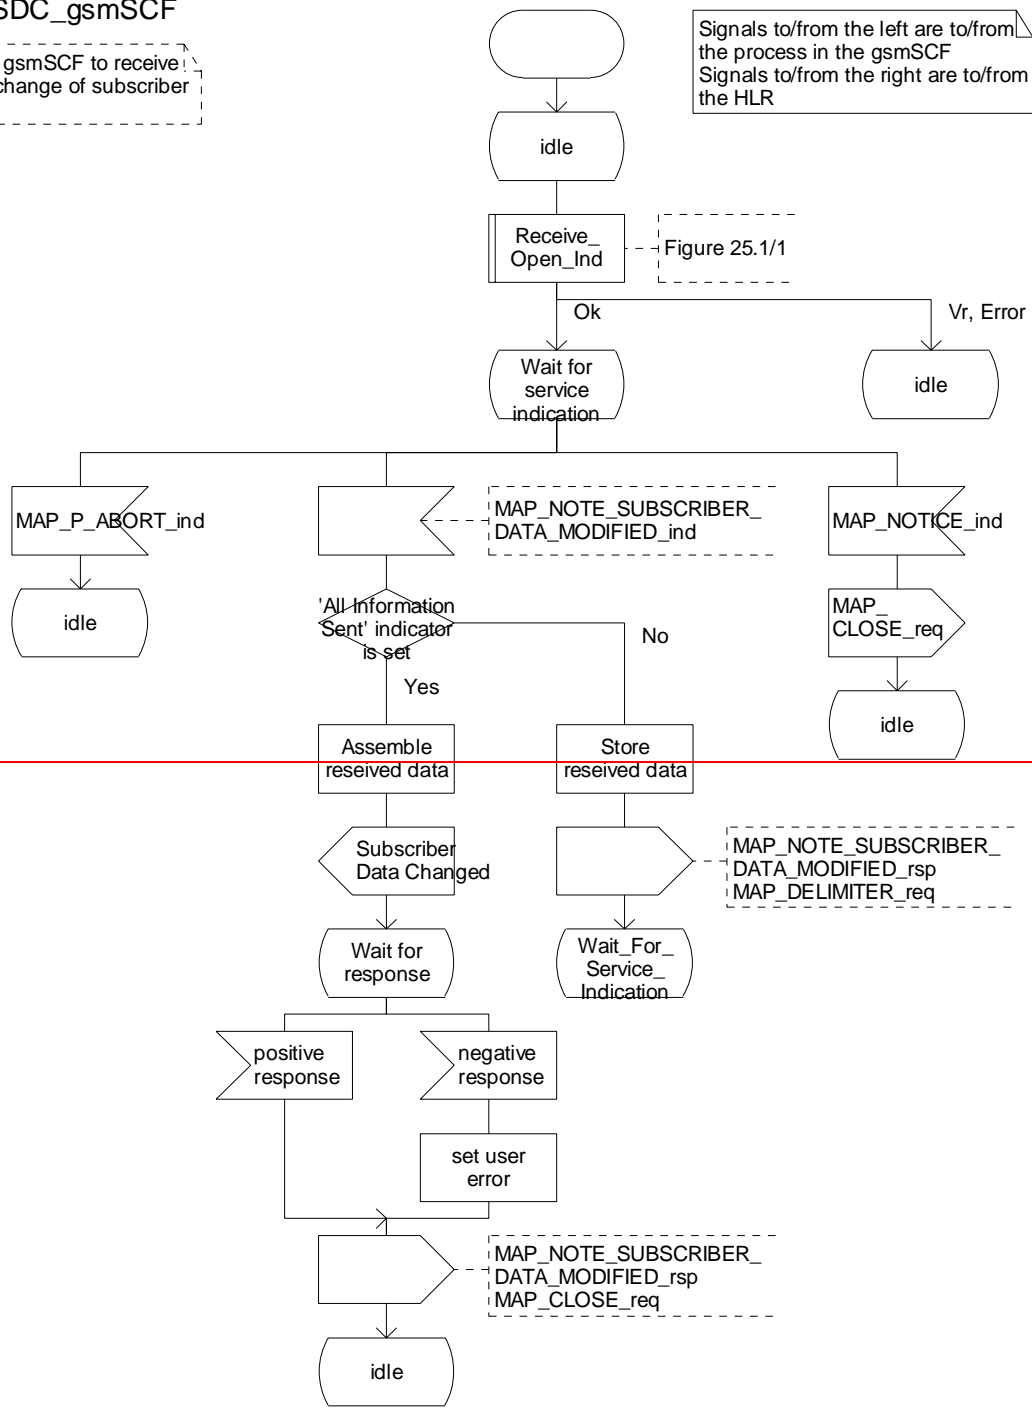 SDC_gsmSCF
gsmSCF to receive
change of subscriber
Signals to/from the left are to/from
the process in the gsmSCF
Signals to/from the right are to/from
the HLR
idle
Receive_
Open_Ind
Figure 25.1/1
Ok
Vr, Error
Wait for
service
indication
idle
MAP_P_ABORT_ind
MAP_NOTE_SUBSCRIBER_
DATA_MODIFIED_ind
MAP_NOTICE_ind
idle
'All Information
Sent' indicator
is set
No
MAP_
CLOSE_req
Yes
idle
Assemble
reseived data
Store
reseived data
Subscriber
Data Changed
MAP_NOTE_SUBSCRIBER_
DATA_MODIFIED_rsp
MAP_DELIMITER_req
Wait for
response
Wait_For_
Service_
Indication
positive
response
negative
response
set user
error
MAP_NOTE_SUBSCRIBER_
DATA_MODIFIED_rsp
MAP_CLOSE_req
idle